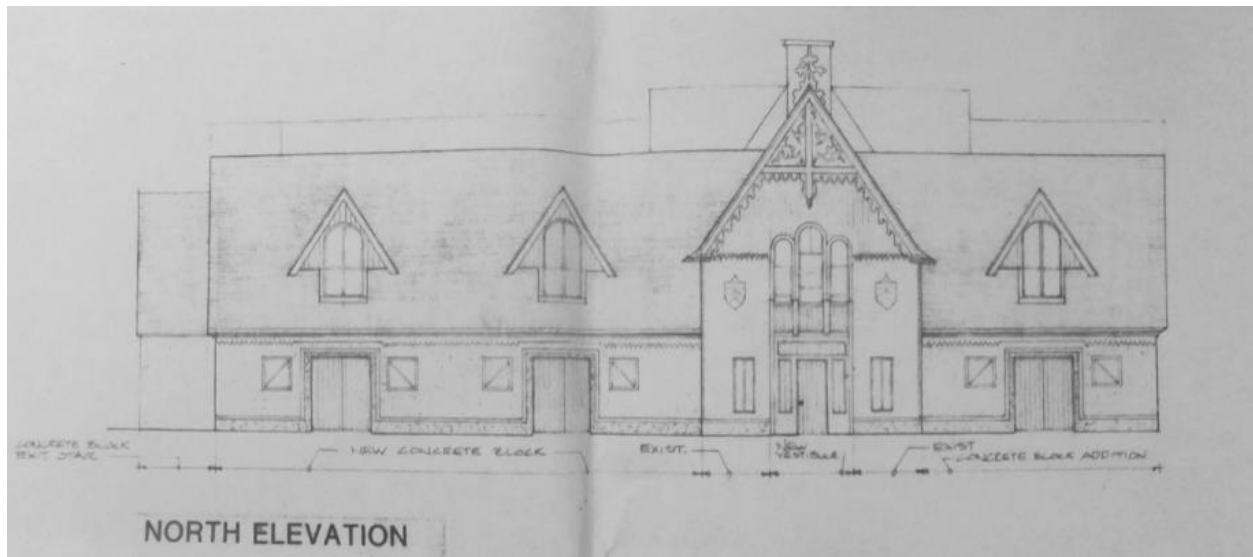 CONCRETE BLOCK
EXIT STAIR
NEW CONCRETE BLOCK
EXIST.
NEW
VESTIBULE
EXIST
CONCRETE BLOCK ADDITION
NORTH ELEVATION